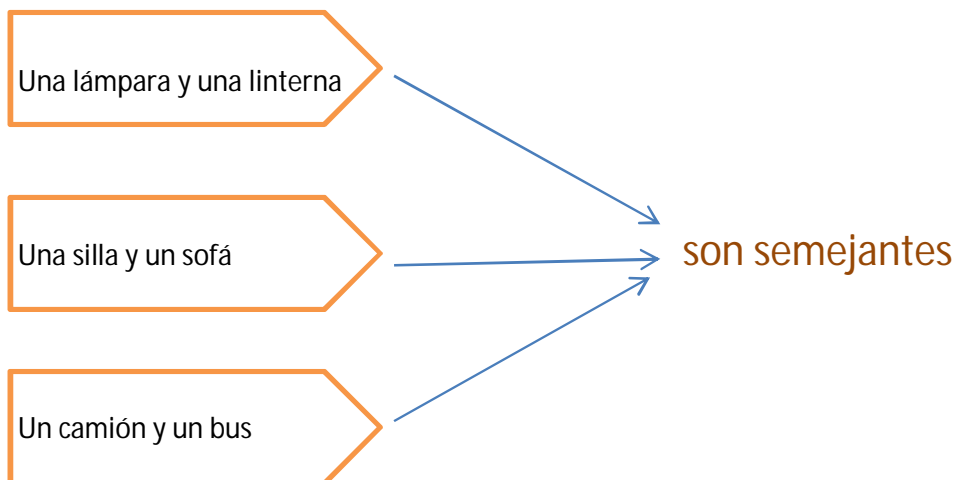 Una lámpara y una linterna
Una silla y un sofá
son semejantes
Un camión y un bus